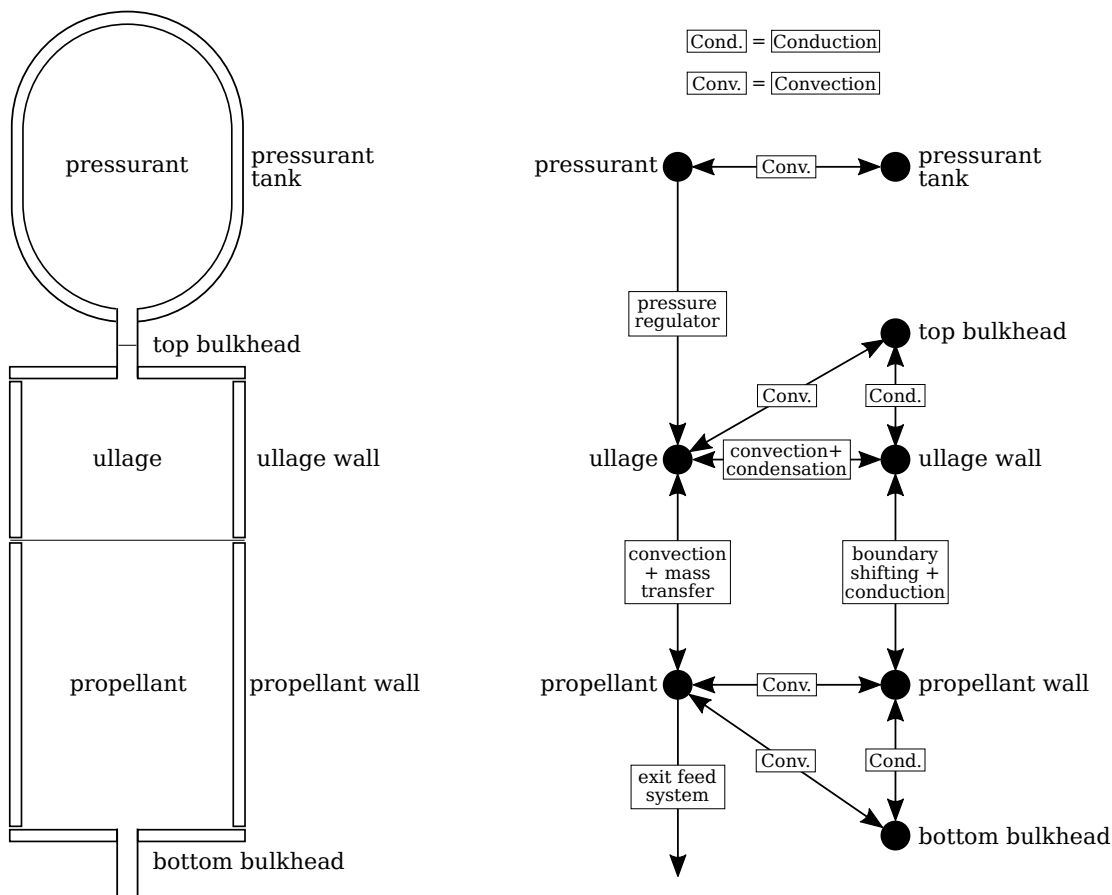 pressurant
pressurant
tank
top bulkhead
ullage
ullage wall
propellant
propellant wall
bottom bulkhead
Cond. = Conduction
Conv. = Convection
pressurant
Conv.
pressurant
tank
pressure
regulator
top bulkhead
Conv.
Cond.
ullage
convection+
condensation
ullage wall
convection
+ mass
transfer
boundary
shifting +
conduction
propellant
Conv.
propellant wall
Conv.
Cond.
exit feed
system
bottom bulkhead